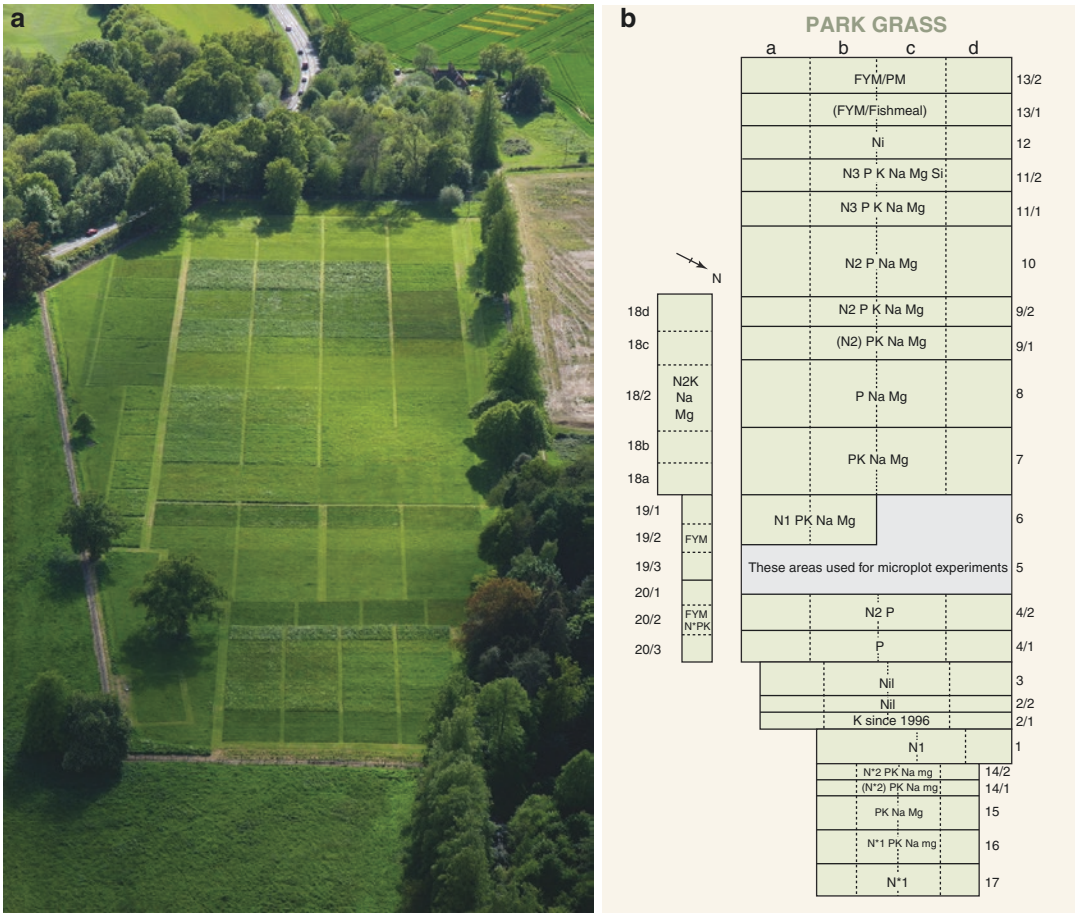 a
b
PARK GRASS
a b c d
FYM/PM 13/2
(FYM/Fishmeal) 13/1
Ni 12
N3 P K Na Mg Si 11/2
N3 P K Na Mg 11/1
N2 P Na Mg 10
N
N2 P K Na Mg 9/2
(N2) PK Na Mg 9/1
P Na Mg 8
PK Na Mg 7
N1 PK Na Mg 6
These areas used for microplot experiments 5
N2 P 4/2
P 4/1
Nil 3
Nil 2/2
K since 1996 2/1
N1 1
N*2 PK Na mg 14/2
(N*2) PK Na mg 14/1
PK Na Mg 15
N*1 PK Na mg 16
N*1 17
18d
18c
18/2
N2K
Na
Mg
18b
18a
19/1
19/2 FYM
19/3
20/1
20/2
FYM
N*PK
20/3